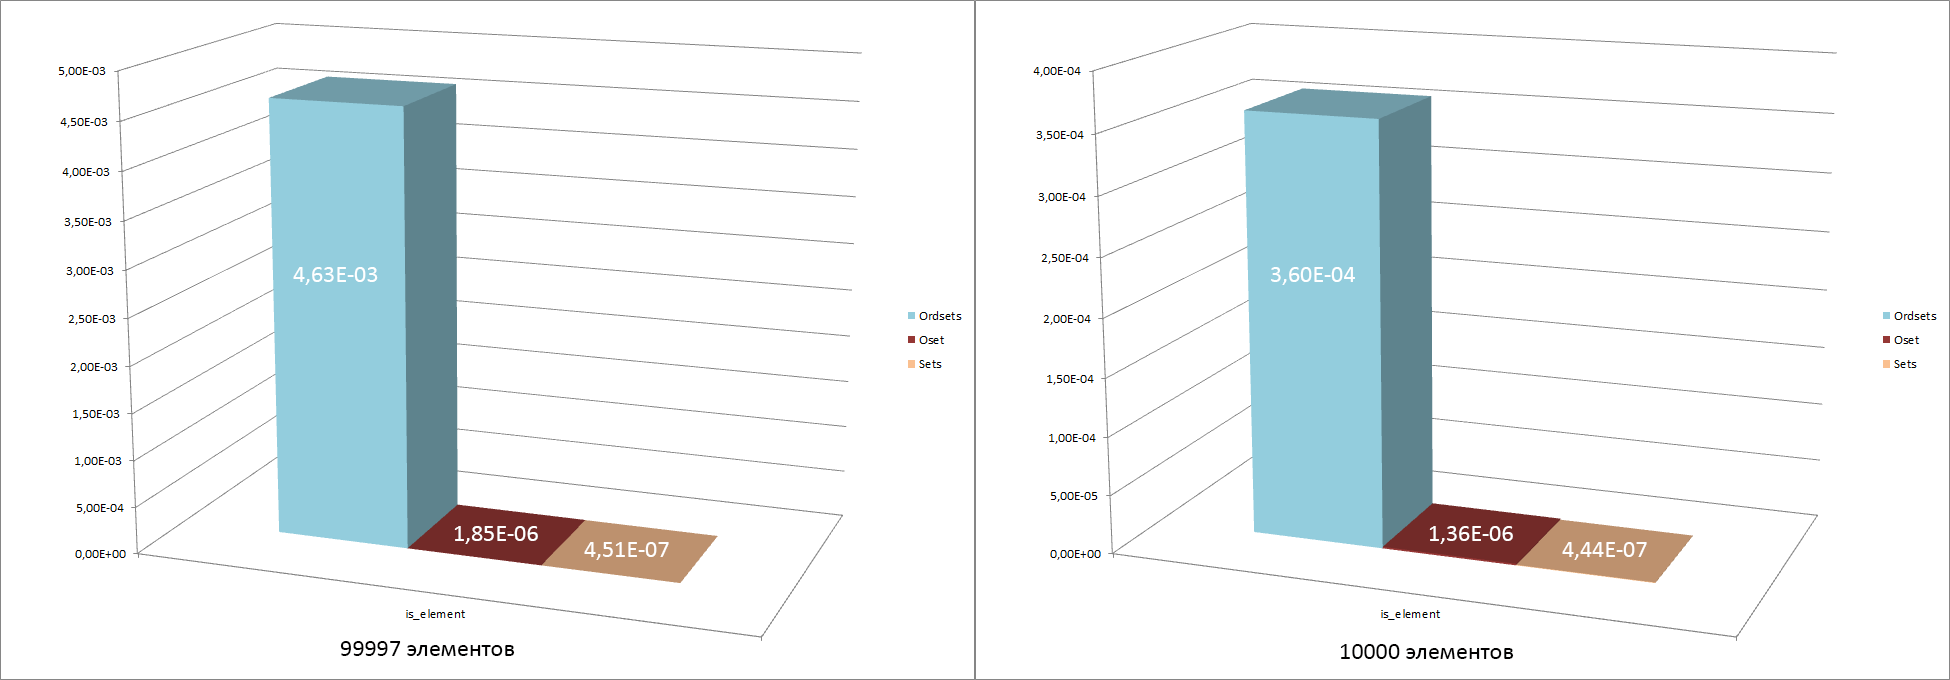 5,00E-03
4,50E-03
4,00E-03
3,50E-03
3,00E-03
2,50E-03
2,00E-03
1,50E-03
1,00E-03
5,00E-04
0,00E+00
4,63E-03
1,85E-06
4,51E-07
Ordsets
Oset
Sets
is_element
99997 элементов
4,00E-04
3,50E-04
3,00E-04
2,50E-04
2,00E-04
1,50E-04
1,00E-04
5,00E-05
0,00E+00
3,60E-04
1,36E-06
4,44E-07
Ordsets
Oset
Sets
is_element
10000 элементов